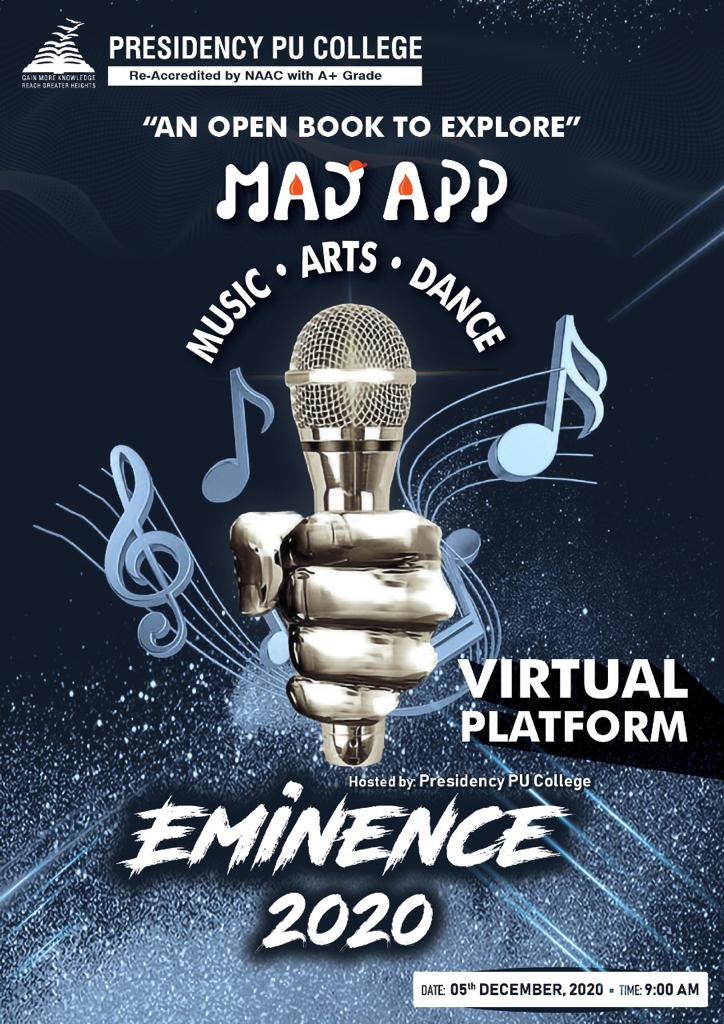 GAIN MORE KNOWLEDGE
REACH GREATER HEIGHTS
PRESIDENCY PU COLLEGE
Re-Accredited by NAAC with A+ Grade
“AN OPEN BOOK TO EXPLORE”
MAD APP
MUSIC • ARTS • DANCE
VIRTUAL
PLATFORM
Hosted by: Presidency PU College
EMINENCE
2020
DATE: 05th DECEMBER, 2020 ▪ TIME: 9:00 AM